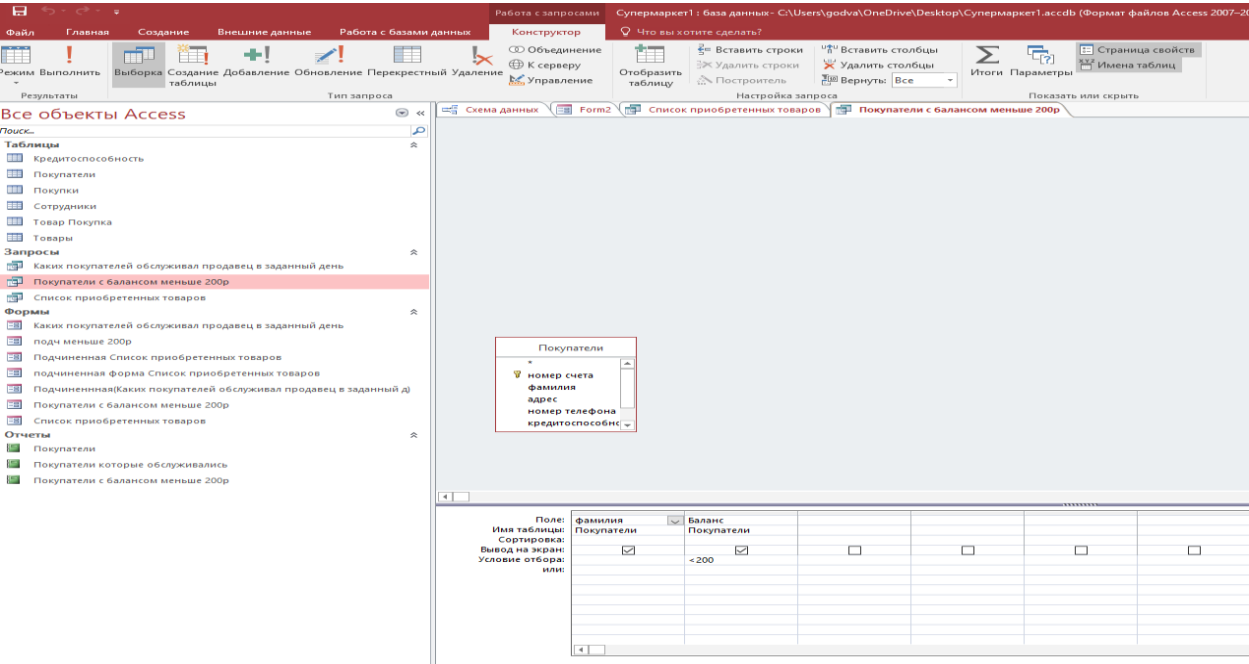 Работа с запросами
Супермаркет1 : база данных- C:\Users\godva\OneDrive\Desktop\Супермаркет1.accdb (Формат файлов Access 2007–20
Файл Главная Создание Внешние данные Работа с базами данных Конструктор Что вы хотите сделать?
Режим Выполнить
Выборка Создание таблицы Добавление Обновление Перекрестный Удаление
Объединение
К серверу
Управление
Отобразить таблицу
Вставить строки
Удалить строки
Построитель
Вставить столбцы
Удалить столбцы
Вернуть: Все
Итоги Параметры
Страница свойств
Имена таблиц
Результаты Тип запроса Настройка запроса Показать или скрыть
Все объекты Access
Поиск...
Таблицы
Кредитоспособность
Покупатели
Покупки
Сотрудники
Товар Покупка
Товары
Запросы
Каких покупателей обслуживал продавец в заданный день
Покупатели с балансом меньше 200р
Список приобретенных товаров
Формы
Каких покупателей обслуживал продавец в заданный день
подч меньше 200р
Подчиненная Список приобретенных товаров
подчиненная форма Список приобретенных товаров
Подчиненнная(Каких покупателей обслуживал продавец в заданный д)
Покупатели с балансом меньше 200р
Список приобретенных товаров
Отчеты
Покупатели
Покупатели которые обслуживались
Покупатели с балансом меньше 200р
Схема данных Form2 Список приобретенных товаров Покупатели с балансом меньше 200р
Покупатели
*
номер счета
фамилия
адрес
номер телефона
кредитоспособнс
Поле: фамилия Баланс
Имя таблицы: Покупатели Покупатели
Сортировка:
Вывод на экран:
Условие отбора: <200
или: